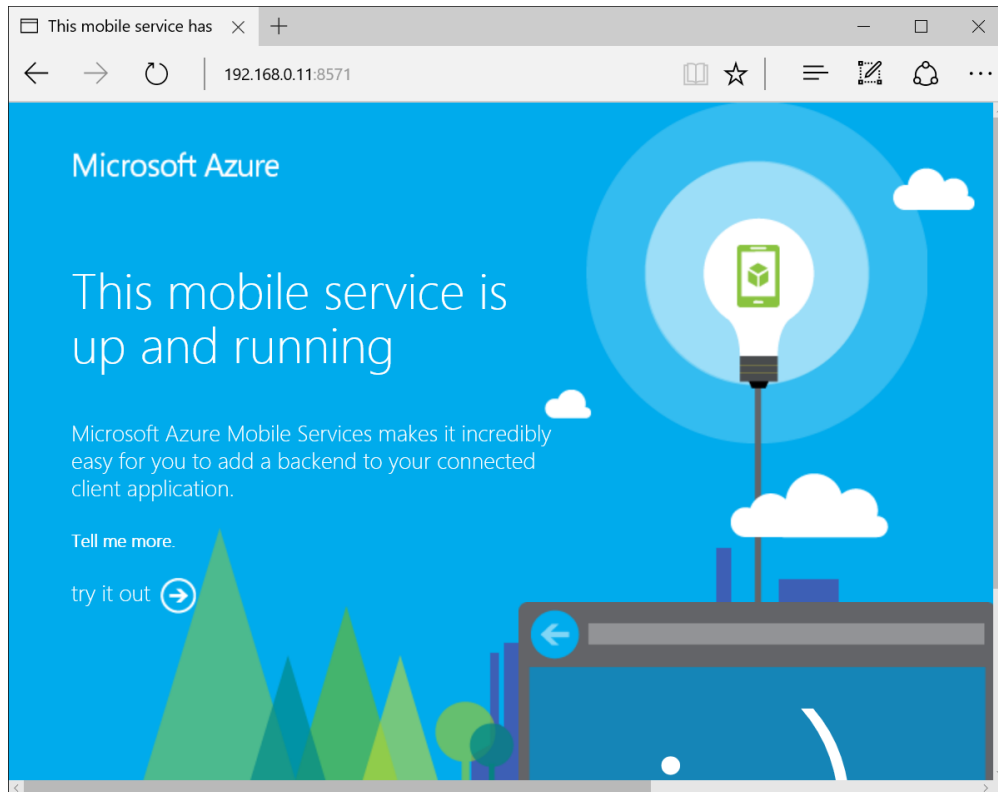 This mobile service has
192.168.0.11:8571
Microsoft Azure
This mobile service is
up and running
Microsoft Azure Mobile Services makes it incredibly
easy for you to add a backend to your connected
client application.
Tell me more.
try it out
:)